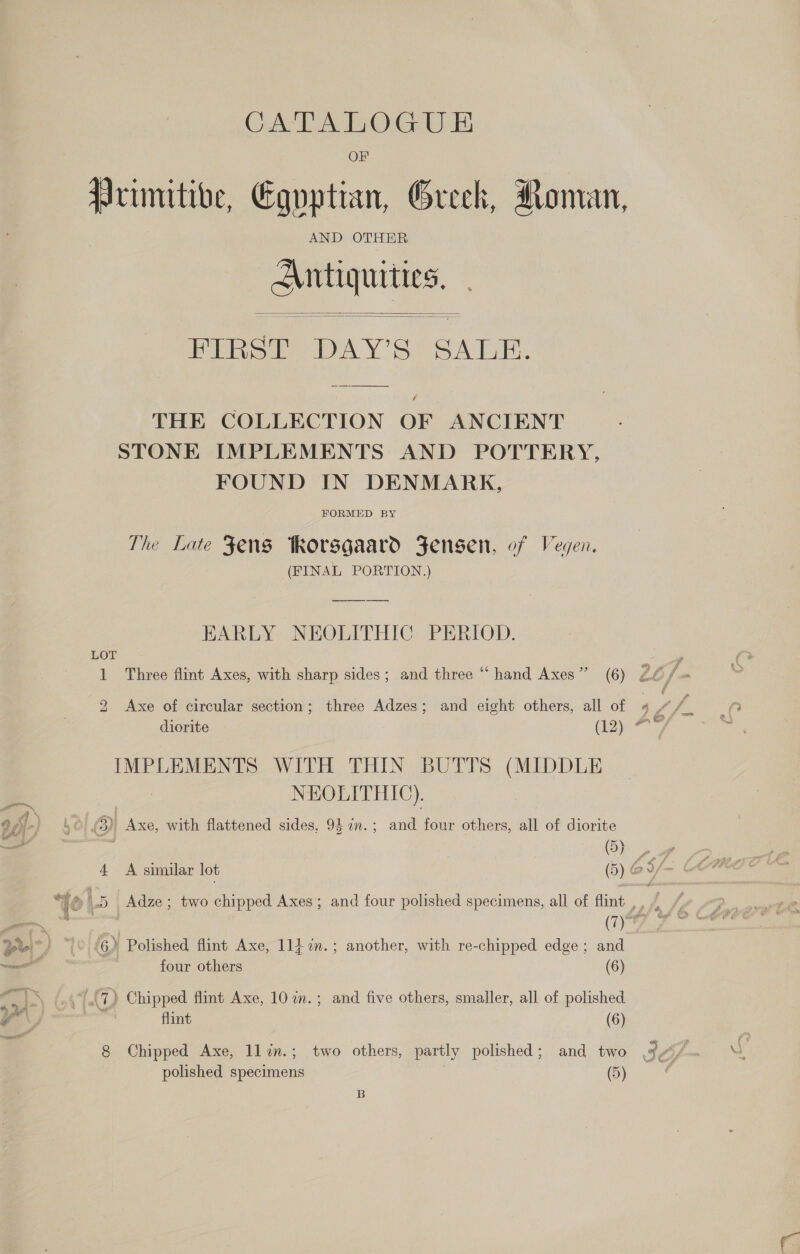 CATALOGUE
OF
Primitive, Egyptian, Greek, Roman,
AND OTHER
Antiquities.
FIRST DAY'S SALE.
THE COLLECTION OF ANCIENT
STONE IMPLEMENTS AND POTTERY,
FOUND IN DENMARK,
FORMED BY
The Late Jens Korsgaard Jensen, of Vegen.
(FINAL PORTION.)
EARLY NEOLITHIC PERIOD.
LOT
1 Three flint Axes, with sharp sides; and three “hand Axes” (6)
2 Axe of circular section; three Adzes; and eight others, all of
diorite (12)
IMPLEMENTS WITH THIN BUTTS (MIDDLE
NEOLITHIC).
3 Axe, with flattened sides, 9½ in.; and four others, all of diorite
(5)
4 A similar lot (5)
5 Adze; two chipped Axes; and four polished specimens, all of flint
(7)
6 Polished flint Axe, 11¼ in.; another, with re-chipped edge; and
four others (6)
7 Chipped flint Axe, 10 in.; and five others, smaller, all of polished
flint (6)
8 Chipped Axe, 11 in.; two others, partly polished; and two
polished specimens (5)
B